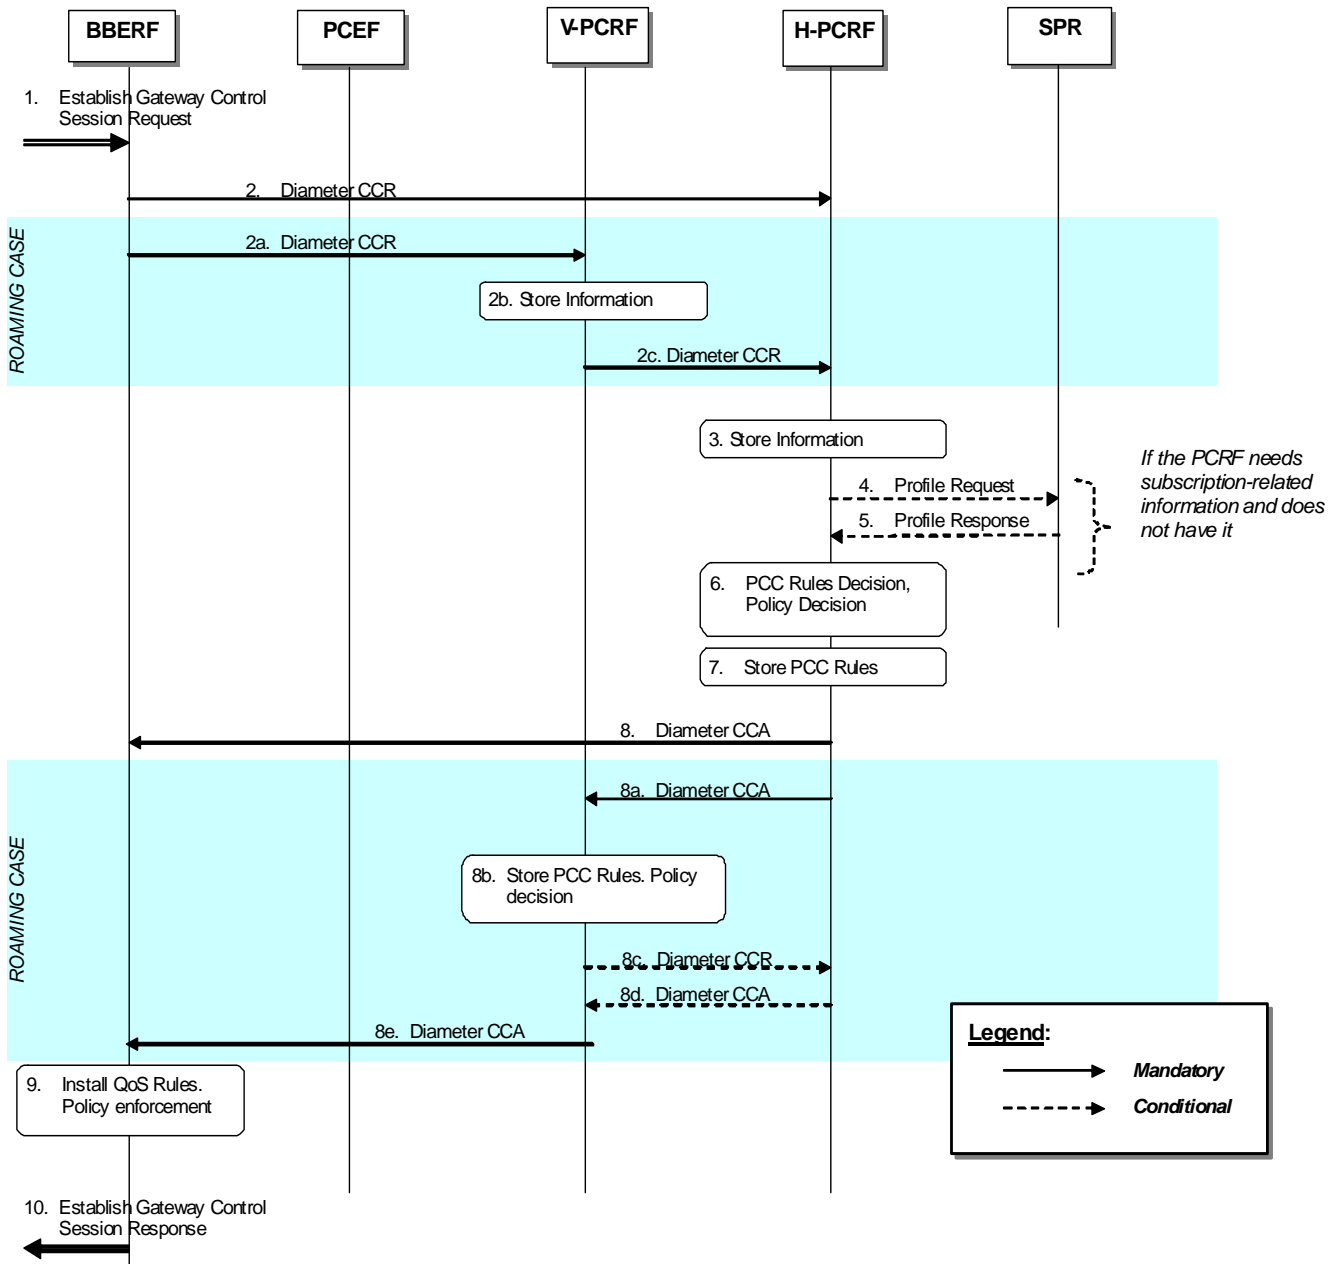 BBERF
PCEF
V-PCRF
H-PCRF
SPR
1. Establish Gateway Control
Session Request
2. Diameter CCR
ROAMING CASE
2a. Diameter CCR
2b. Store Information
2c. Diameter CCR
3. Store Information
4. Profile Request
5. Profile Response
If the PCRF needs
subscription-related
information and does
not have it
6. PCC Rules Decision,
Policy Decision
7. Store PCC Rules
8. Diameter CCA
ROAMING CASE
8a. Diameter CCA
8b. Store PCC Rules. Policy
decision
8c. Diameter CCR
8d. Diameter CCA
8e. Diameter CCA
9. Install QoS Rules.
Policy enforcement
Legend:
Mandatory
Conditional
10. Establish Gateway Control
Session Response